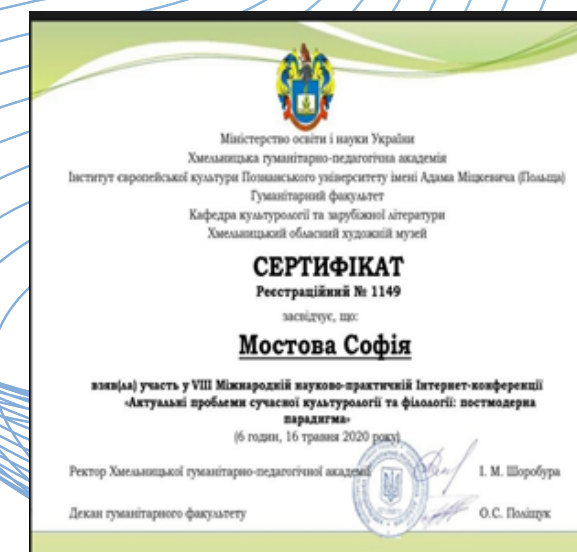 Міністерство освіти і науки України
Хмельницька гуманітарно-педагогічна академія
Інститут європейської культури Познанського університету імені Адама Міцкевича (Польща)
Гуманітарний факультет
Кафедра культурології та зарубіжної літератури
Хмельницький обласний художній музей
СЕРТИФІКАТ
Реєстраційний № 1149
засвідчує, що:
Мостова Софія
взяв(ла) участь у VIII Міжнародній науково-практичній Інтернет-конференції
«Актуальні проблеми сучасної культурології та філології: постмодерна
парадигма»
(6 годин, 16 травня 2020 року)
Ректор Хмельницької гуманітарно-педагогічної академії І. М. Шоробура
Декан гуманітарного факультету О.С. Поліщук